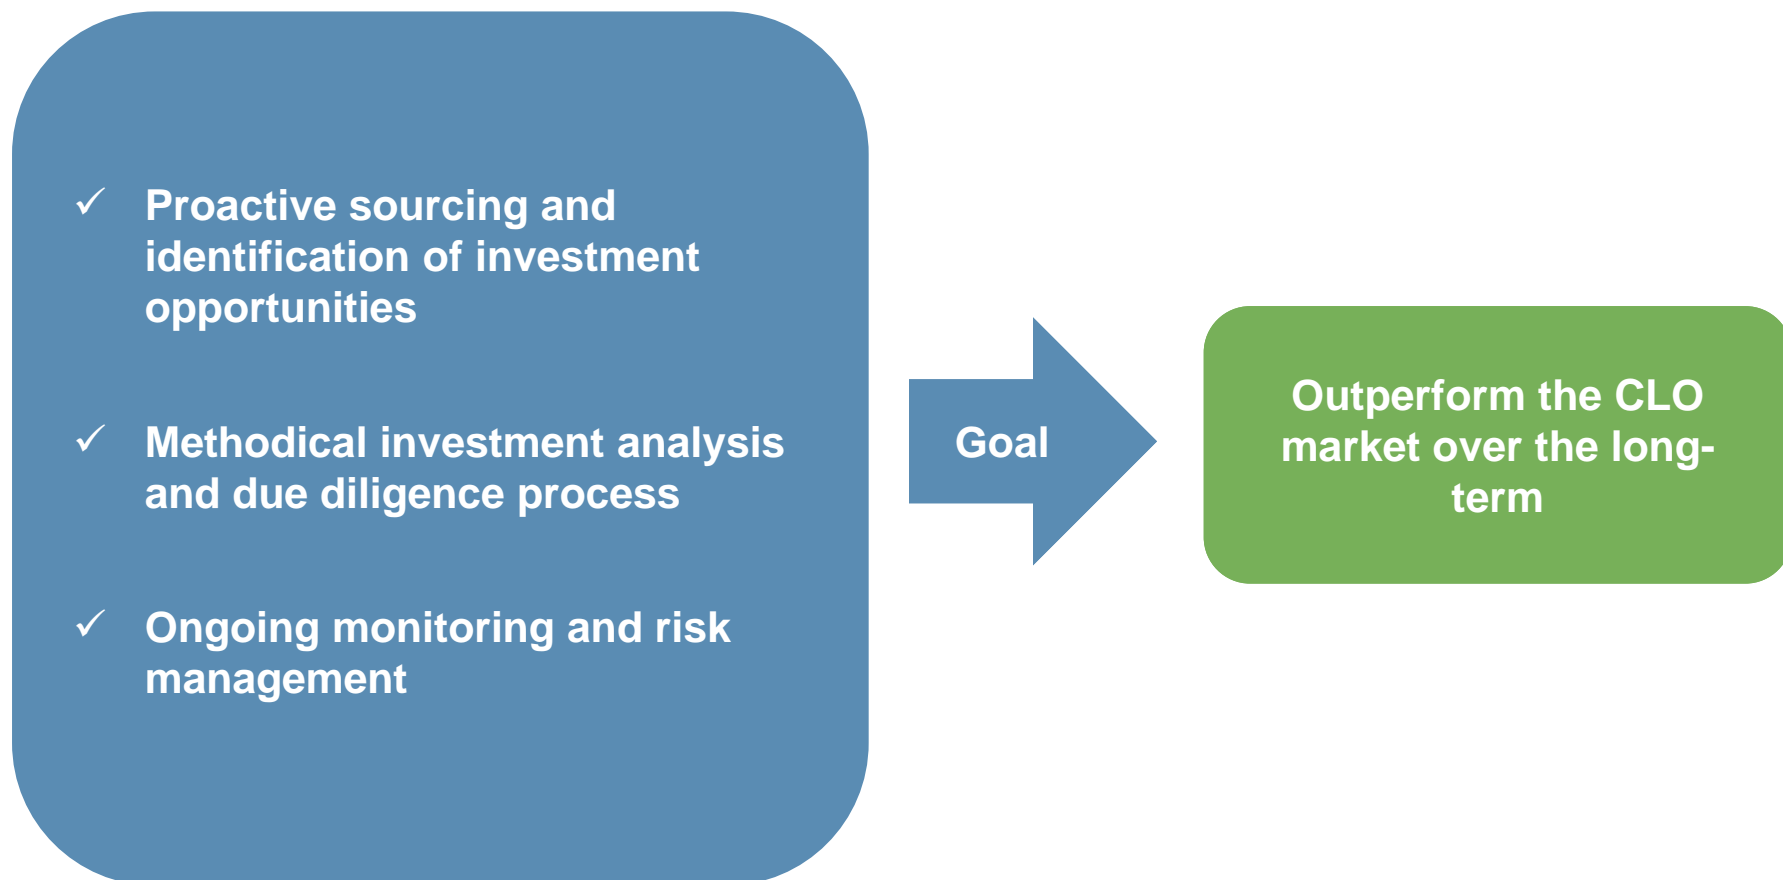 ✓ Proactive sourcing and
identification of investment
opportunities
✓ Methodical investment analysis
and due diligence process
✓ Ongoing monitoring and risk
management
Goal
Outperform the CLO
market over the long-
term